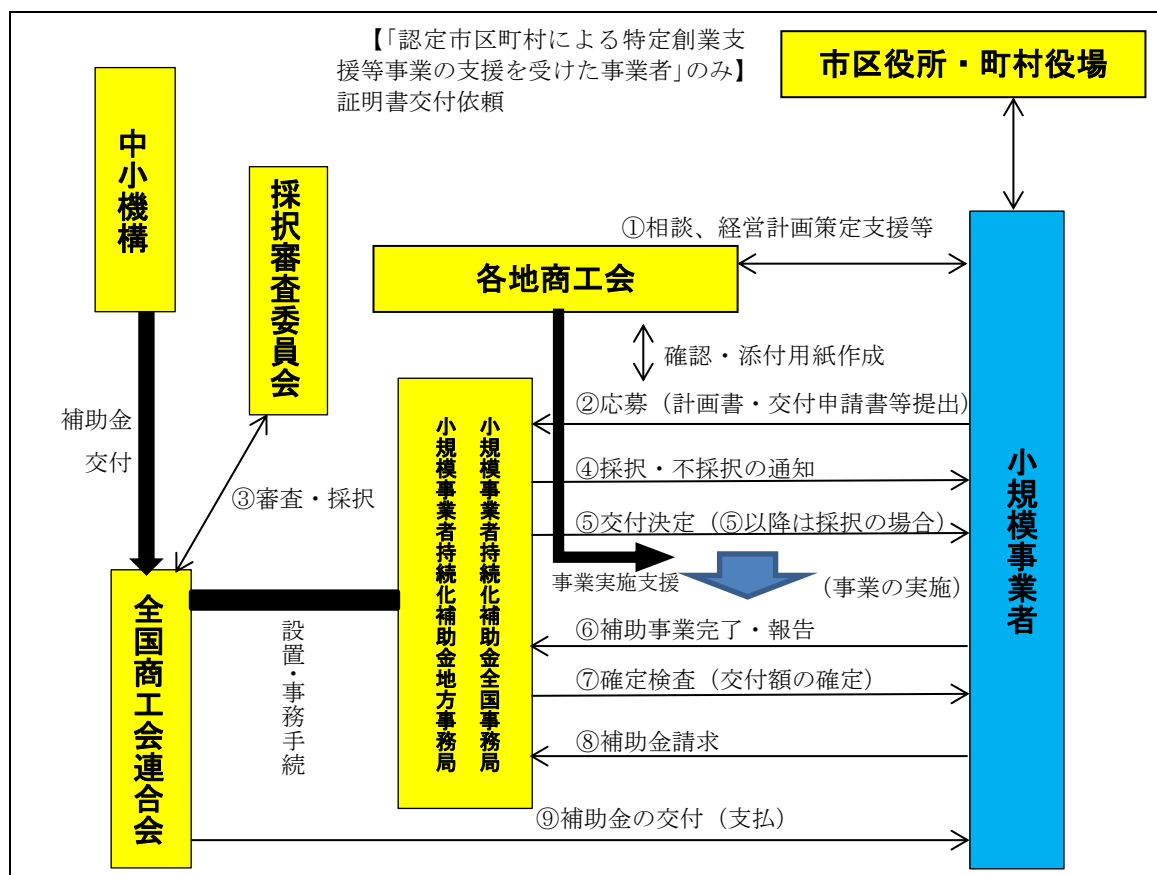 【｢認定市区町村による特定創業支
援等事業の支援を受けた事業者｣のみ】
証明書交付依頼
市区役所・町村役場
中小機構
採択審査委員会
①相談、経営計画策定支援等
各地商工会
確認・添付用紙作成
補助金
交付
③審査・採択
小規模事業者持続化補助金全国事務局
小規模事業者持続化補助金地方事務局
②応募（計画書・交付申請書等提出）
④採択・不採択の通知
⑤交付決定（⑤以降は採択の場合）
事業実施支援
（事業の実施）
小規模事業者
全国商工会連合会
設置・事務手続
⑥補助事業完了・報告
⑦確定検査（交付額の確定）
⑧補助金請求
⑨補助金の交付（支払）